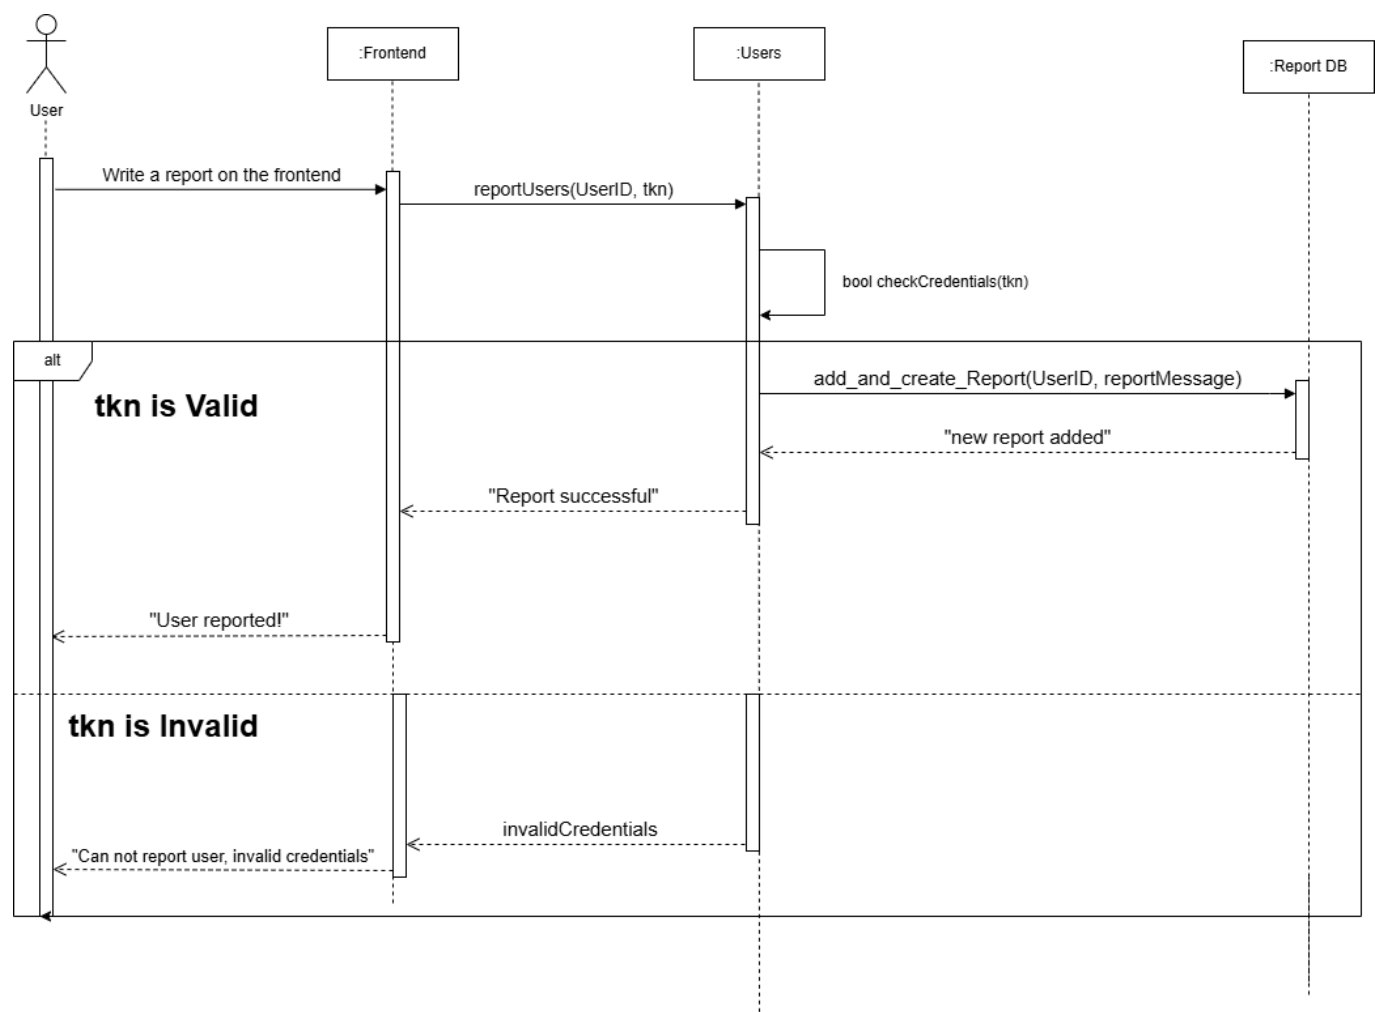 :Frontend
:Users
:Report DB
User
Write a report on the frontend
reportUsers(UserID, tkn)
bool checkCredentials(tkn)
alt
tkn is Valid
add_and_create_Report(UserID, reportMessage)
"new report added"
"Report successful"
"User reported!"
tkn is Invalid
invalidCredentials
"Can not report user, invalid credentials"